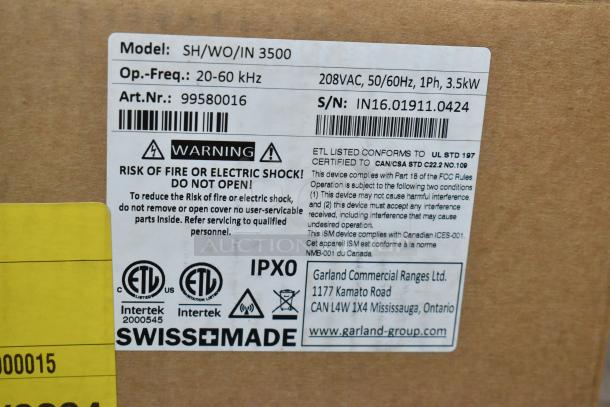 Model: SH/WO/IN 3500
Op.-Freq.: 20-60 kHz
208VAC, 50/60Hz, 1Ph, 3.5kW
Art.Nr.: 99580016
S/N: IN16.01911.0424
WARNING
RISK OF FIRE OR ELECTRIC SHOCK!
DO NOT OPEN!
To reduce the Risk of fire or electric shock,
do not remove or open cover no user-servicable
parts Inside. Refer servicing to qualified
personnel.
ETL LISTED CONFORMS TO UL STD 197
CERTIFIED TO CAN/CSA STD C22.2 NO.109
This device complies with Part 18 of the FCC Rules
Operation is subject to the following two conditions
(1) This device may not cause harmful interference,
and (2) this device must accept any interference
received, including interference that may cause
undesired operation.
This ISM device complies with Canadian ICES-001.
Cet appareil ISM est conforme à la norme
NMB-001 du Canada.
AUCTION
C ETL US
LISTED
Intertek
2000545
ETL
Intertek
IPX0
SWISS MADE
Garland Commercial Ranges Ltd.
1177 Kamato Road
CAN L4W 1X4 Mississauga, Ontario
www.garland-group.com
000015